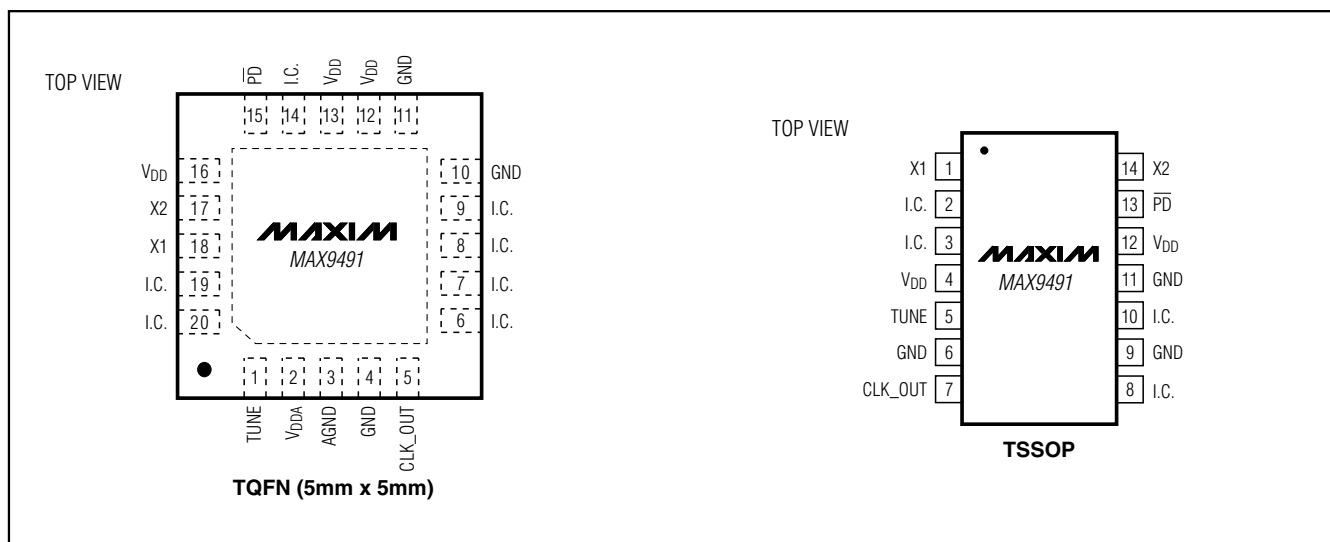 TOP VIEW
PD I.C. VDD VDD GND
15 14 13 12 11
VDD 16
X2 17
X1 18
I.C. 19
I.C. 20
10 GND
9 I.C.
8 I.C.
7 I.C.
6 I.C.
MAXIM
MAX9491
1 2 3 4 5
TUNE VDDA AGND GND CLK_OUT
TQFN (5mm x 5mm)
TOP VIEW
X1 1
I.C. 2
I.C. 3
VDD 4
TUNE 5
GND 6
CLK_OUT 7
MAXIM
MAX9491
14 X2
13 PD
12 VDD
11 GND
10 I.C.
9 GND
8 I.C.
TSSOP